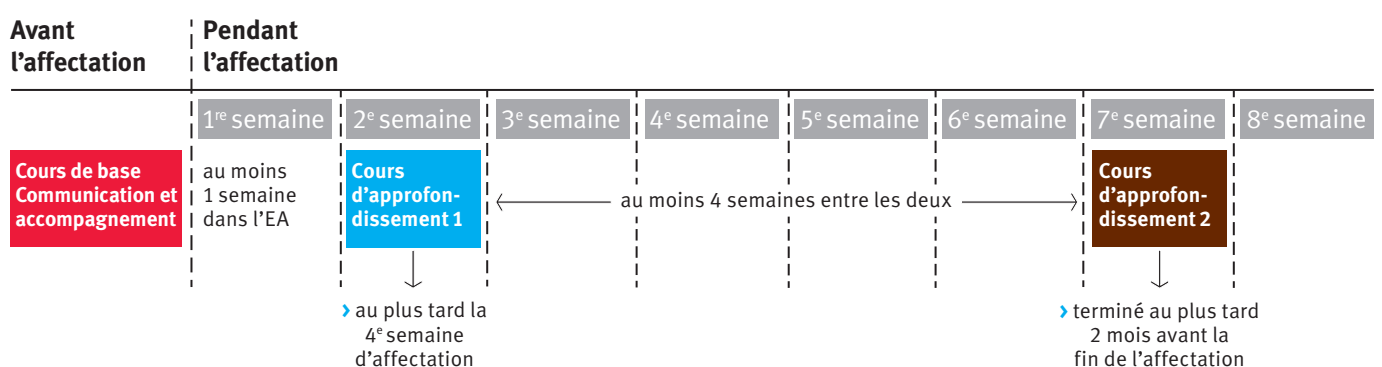 Avant
l'affectation
Pendant
l'affectation
1re semaine
2e semaine
3e semaine
4e semaine
5e semaine
6e semaine
7e semaine
8e semaine
Cours de base
Communication et
accompagnement
au moins
1 semaine
dans l'EA
Cours
d'approfon-
dissement 1
au moins 4 semaines entre les deux
Cours
d'approfon-
dissement 2
› au plus tard la
4e semaine
d'affectation
› terminé au plus tard
2 mois avant la
fin de l'affectation